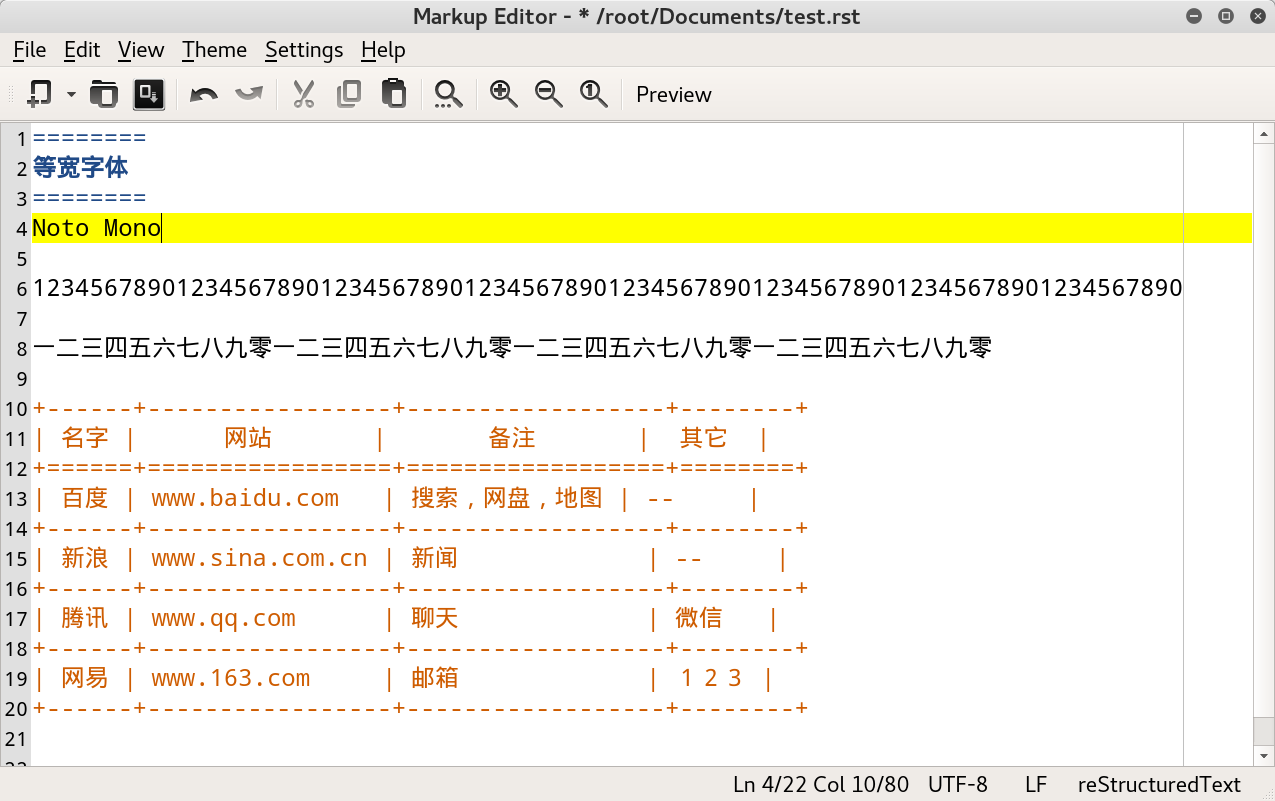 Markup Editor - * /root/Documents/test.rst
File Edit View Theme Settings Help
Preview
1 ========
2 等宽字体
3 ========
4 Noto Mono
5
6 12345678901234567890123456789012345678901234567890123456789012345678901234567890
7
8 一二三四五六七八九零一二三四五六七八九零一二三四五六七八九零一二三四五六七八九零
9
10 +------+-----------------+------------------+--------+
11 | 名字 |      网站       |       备注       |  其它  |
12 +======+=================+==================+========+
13 | 百度 | www.baidu.com   | 搜索，网盘，地图 | --     |
14 +------+-----------------+------------------+--------+
15 | 新浪 | www.sina.com.cn | 新闻             | --     |
16 +------+-----------------+------------------+--------+
17 | 腾讯 | www.qq.com      | 聊天             | 微信   |
18 +------+-----------------+------------------+--------+
19 | 网易 | www.163.com     | 邮箱             | １２３ |
20 +------+-----------------+------------------+--------+
21
Ln 4/22 Col 10/80 UTF-8 LF reStructuredText